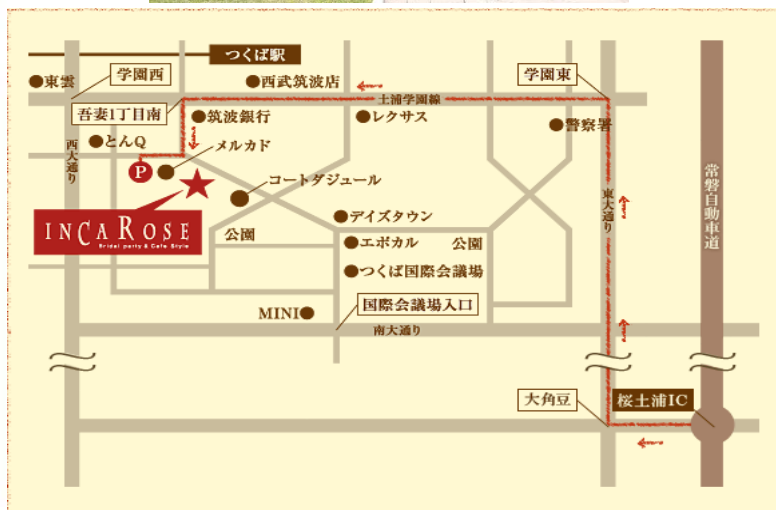 つくば駅
東雲
学園西
西武筑波店
学園東
土浦学園線
吾妻1丁目南
筑波銀行
レクサス
警察署
とんQ
メルカド
西大通り
P
コートダジュール
東大通り
常磐自動車道
INCA ROSE
Bridal party & Cafe Style
デイズタウン
公園
エポカル
公園
つくば国際会議場
国際会議場入口
MINI
南大通り
大角豆
桜土浦IC